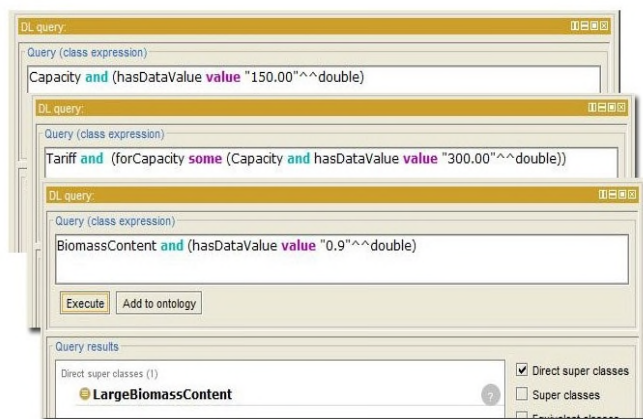 DL query:
Query (class expression)
Capacity and (hasDataValue value "150.00"^^double)
DL query:
Query (class expression)
Tariff and (forCapacity some (Capacity and hasDataValue value "300.00"^^double))
DL query:
Query (class expression)
BiomassContent and (hasDataValue value "0.9"^^double)
Execute Add to ontology
Query results
Direct super classes (1)
LargeBiomassContent ?
Direct super classes
Super classes
Equivalent classes